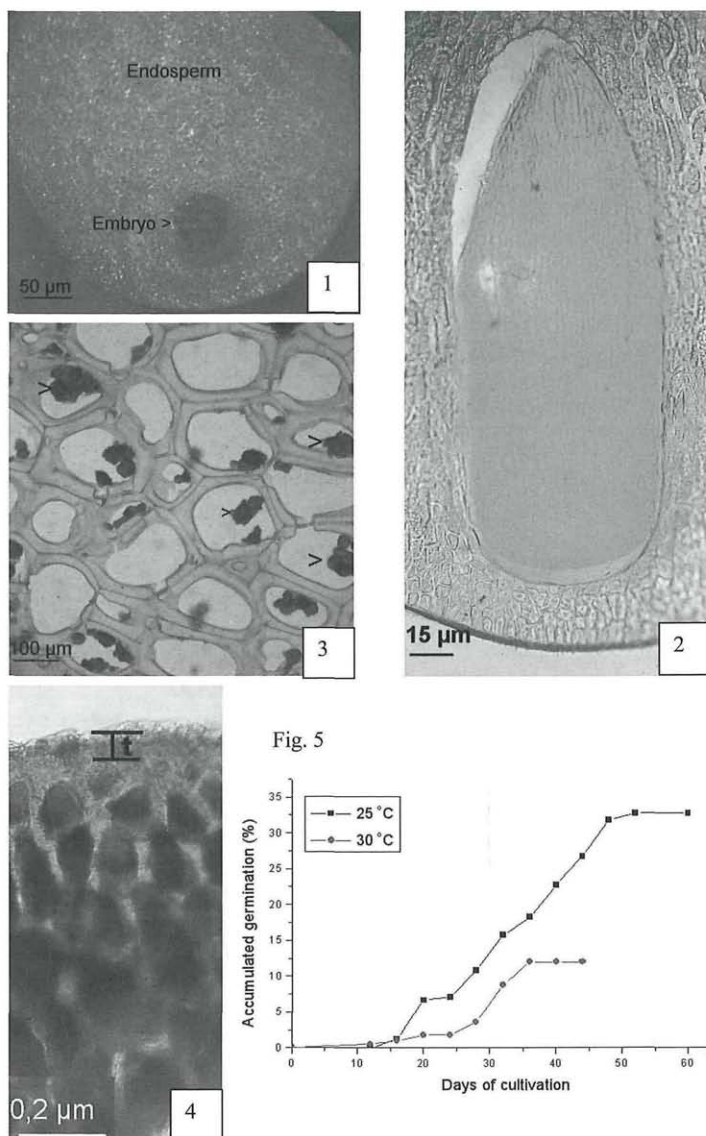 Endosperm
Embryo >
50 µm
1
15 µm
2
>
>
>
>
100 µm
3
t
0,2 µm
4
Fig. 5
25 °C
30 °C
Accumulated germination (%)
35
30
25
20
15
10
5
0
0 10 20 30 40 50 60
Days of cultivation